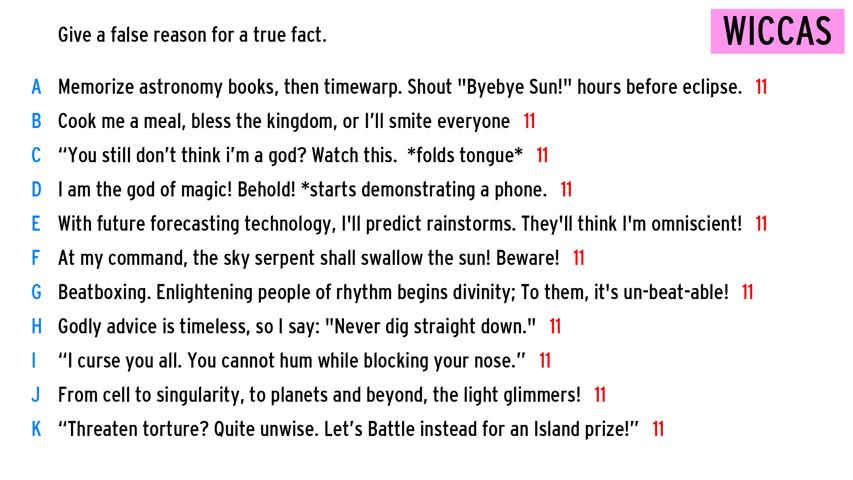 Give a false reason for a true fact.
WICCAS
A Memorize astronomy books, then timewarp. Shout "Byebye Sun!" hours before eclipse. 11
B Cook me a meal, bless the kingdom, or I'll smite everyone 11
C “You still don't think i'm a god? Watch this. *folds tongue* 11
D I am the god of magic! Behold! *starts demonstrating a phone. 11
E With future forecasting technology, I'll predict rainstorms. They'll think I'm omniscient! 11
F At my command, the sky serpent shall swallow the sun! Beware! 11
G Beatboxing. Enlightening people of rhythm begins divinity; To them, it's un-beat-able! 11
H Godly advice is timeless, so I say: "Never dig straight down." 11
I “I curse you all. You cannot hum while blocking your nose.” 11
J From cell to singularity, to planets and beyond, the light glimmers! 11
K “Threaten torture? Quite unwise. Let's Battle instead for an Island prize!” 11